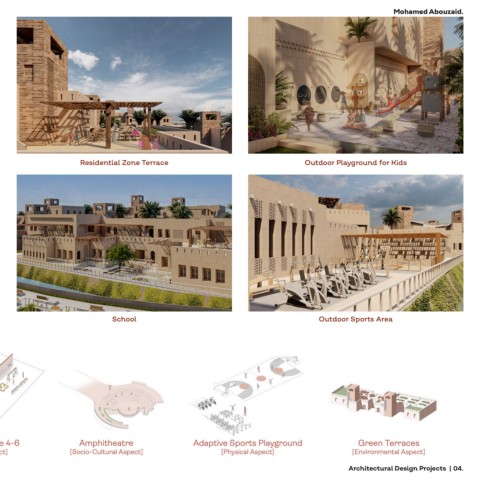 Mohamed Abouzaid.
Residential Zone Terrace
Outdoor Playground for Kids
School
Outdoor Sports Area
e 4-6
Amphitheatre
Adaptive Sports Playground
Green Terraces
ct]
[Socio-Cultural Aspect]
[Physical Aspect]
[Environmental Aspect]
Architectural Design Projects | 04.